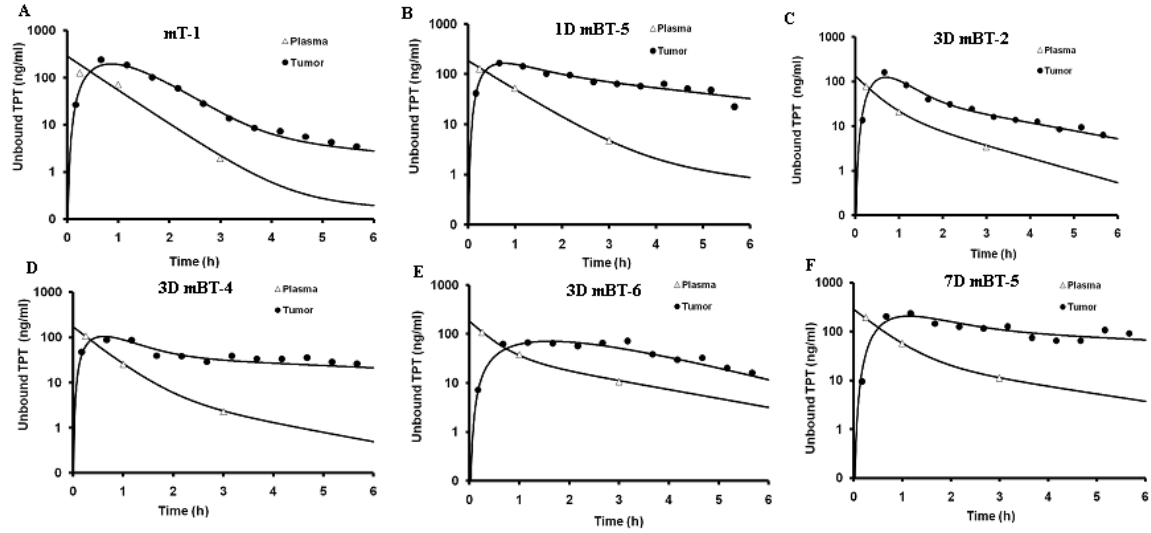 A
mT-1
Plasma
Tumor
Unbound TPT (ng/ml)
1000
100
10
1
0
0 1 2 3 4 5 6
Time (h)
B
1D mBT-5
Plasma
Tumor
Unbound TPT (ng/ml)
1000
100
10
1
0
0 1 2 3 4 5 6
Time (h)
C
3D mBT-2
Plasma
Tumor
Unbound TPT (ng/ml)
1000
100
10
1
0
0 1 2 3 4 5 6
Time (h)
D
3D mBT-4
Plasma
Tumor
Unbound TPT (ng/ml)
1000
100
10
1
0
0 1 2 3 4 5 6
Time (h)
E
3D mBT-6
Plasma
Tumor
Unbound TPT (ng/ml)
1000
100
10
1
0
0 1 2 3 4 5 6
Time (h)
F
7D mBT-5
Plasma
Tumor
Unbound TPT (ng/ml)
1000
100
10
1
0
0 1 2 3 4 5 6
Time (h)